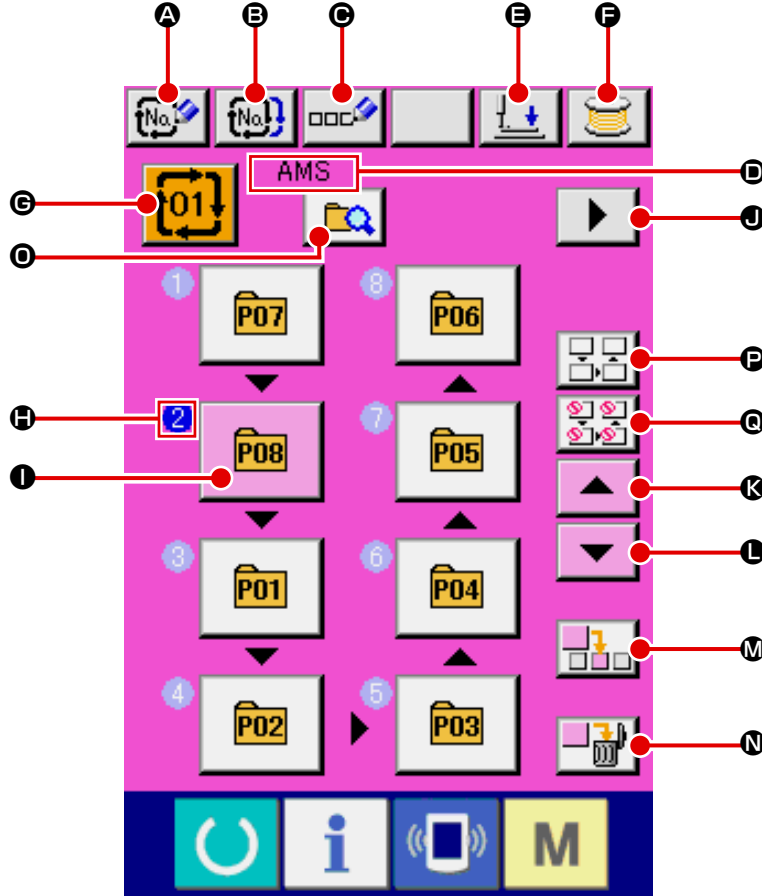 A B C E F
No. No.
AMS D
G 01 J
O
1 P07 8 P06
P
H 2 P08 7 P05 Q
I K
3 P01 6 P04 L
M
4 P02 5 P03 N
i M